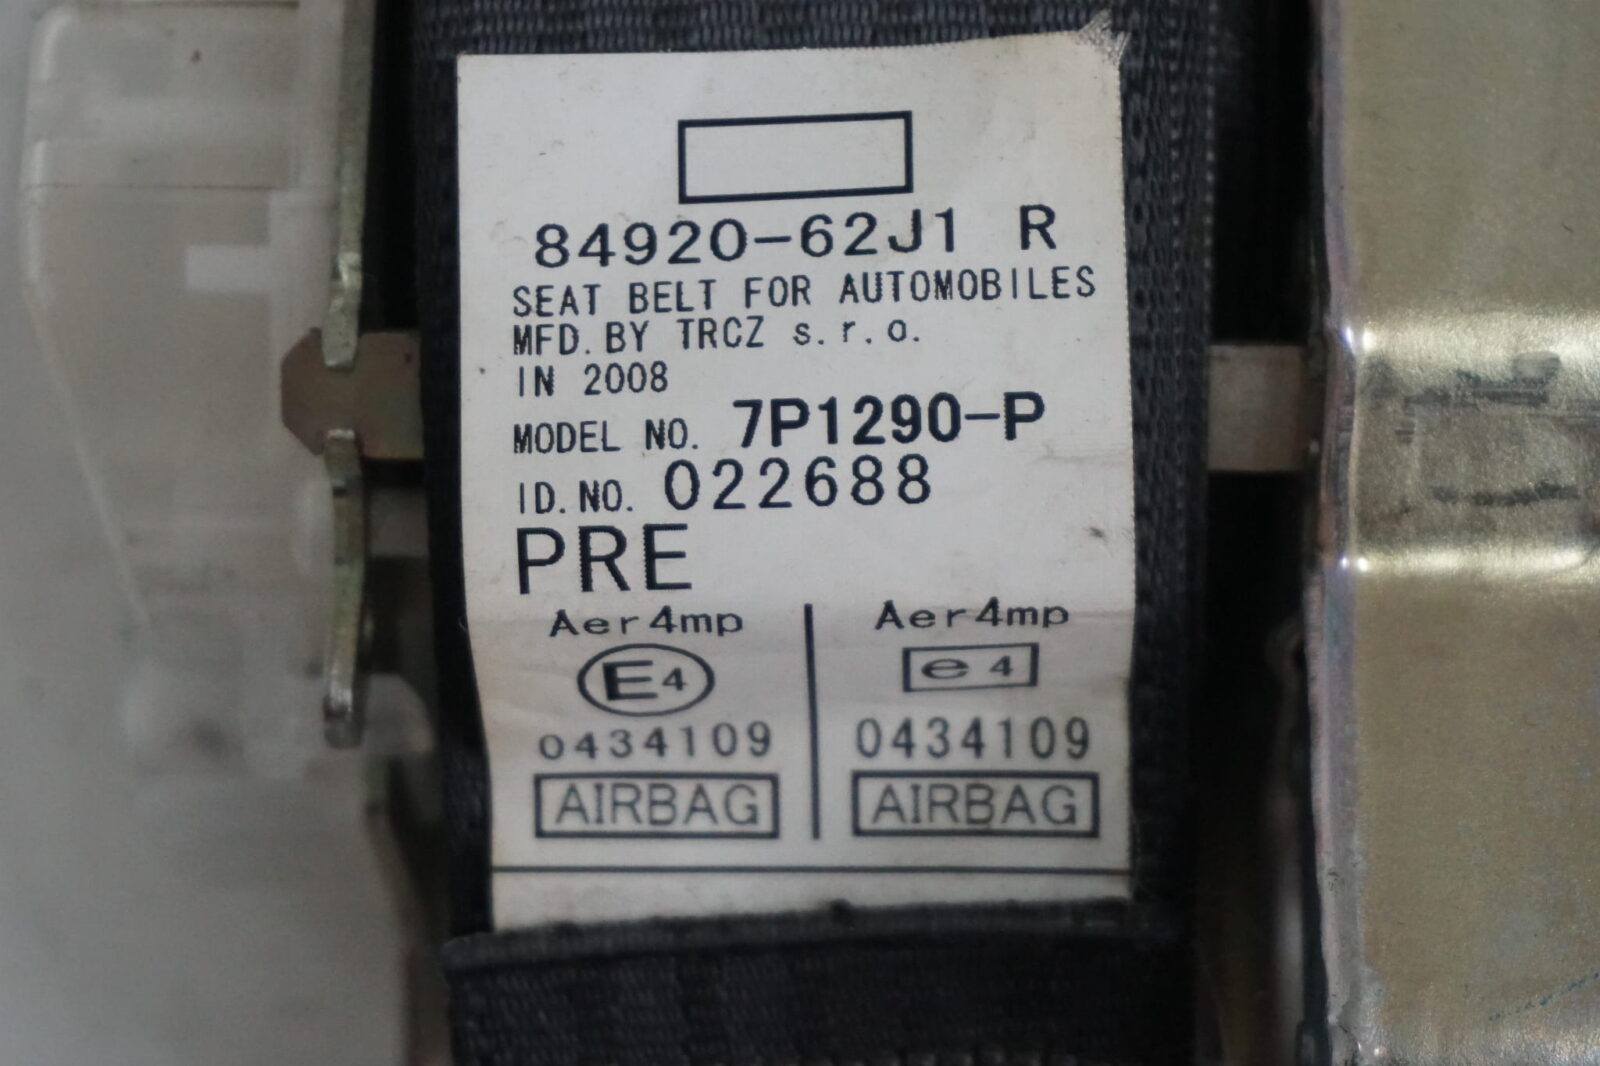 84920-62J1 R
SEAT BELT FOR AUTOMOBILES
MFD. BY TRCZ s.r.o.
IN 2008
MODEL NO. 7P1290-P
ID. NO. 022688
PRE
Aer4mp Aer4mp
E4 e4
0434109 0434109
AIRBAG AIRBAG